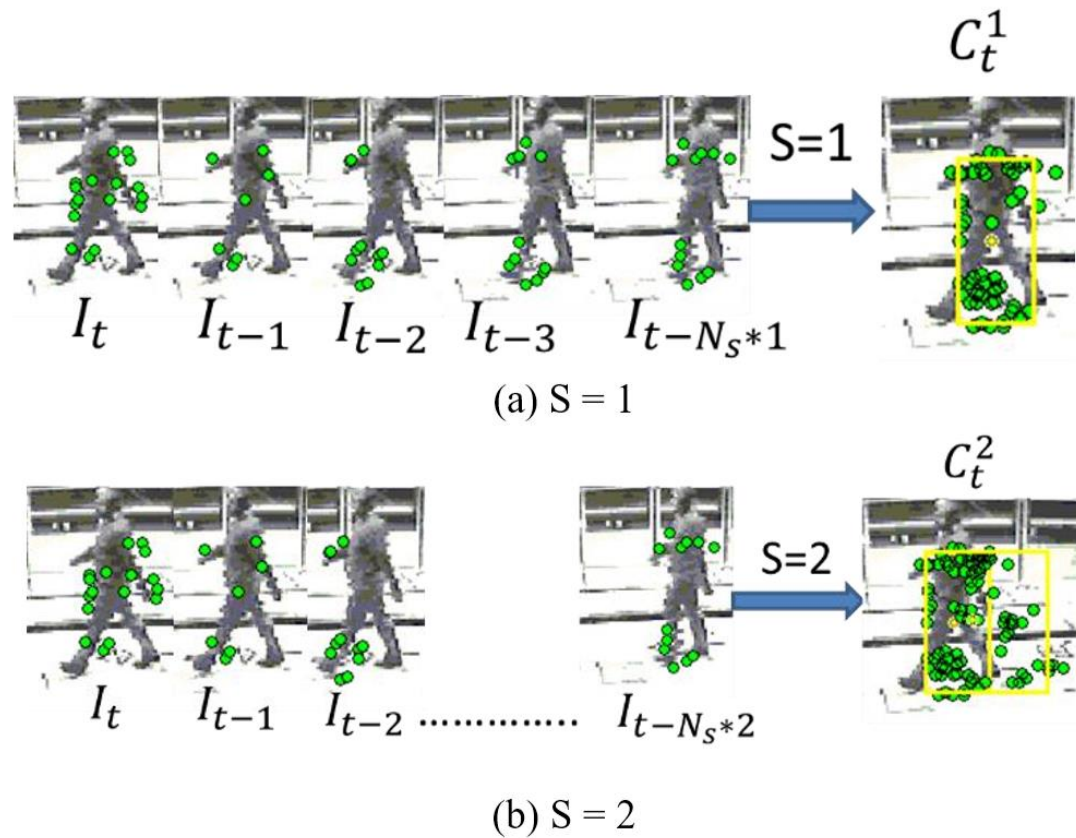 C_t^1
S=1
I_t I_{t-1} I_{t-2} I_{t-3} I_{t-N_s*1}
(a) S = 1
C_t^2
S=2
I_t I_{t-1} I_{t-2} ............. I_{t-N_s*2}
(b) S = 2